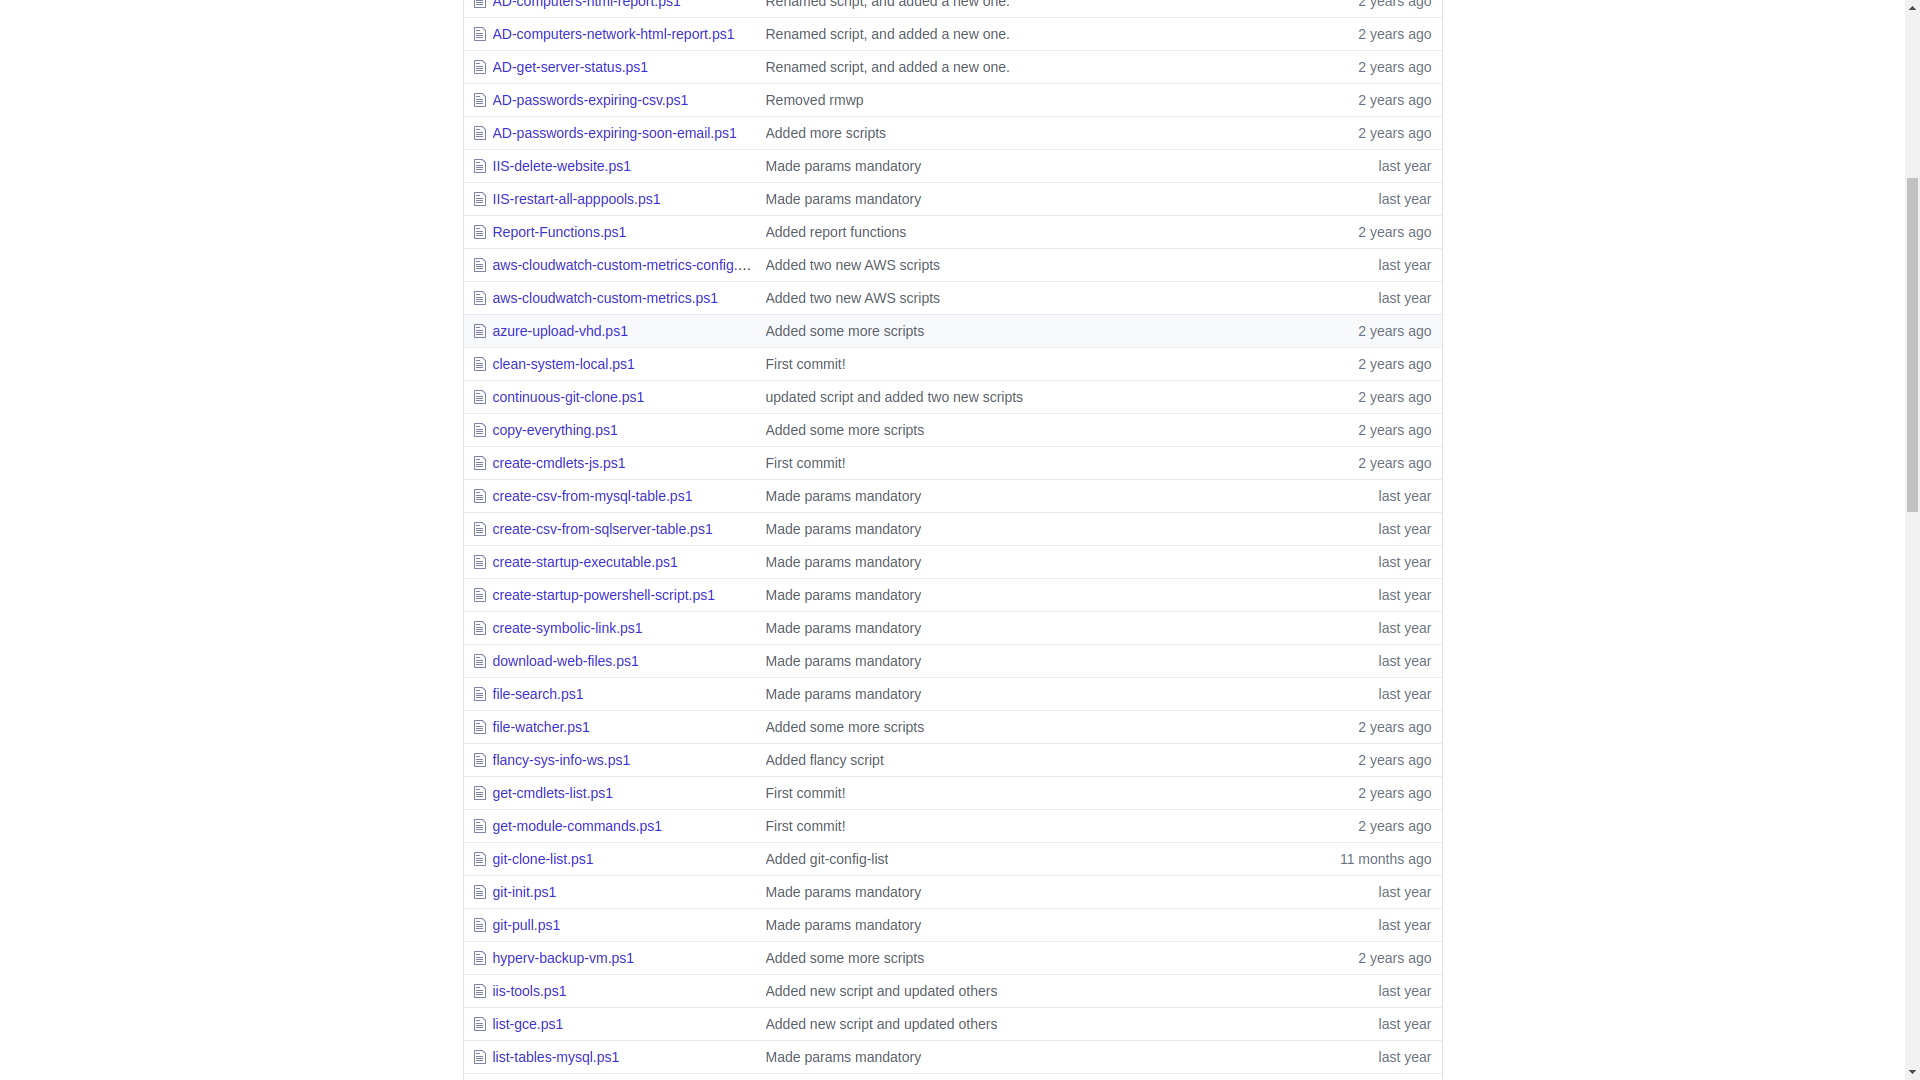 AD-computers-html-report.ps1 Renamed script, and added a new one. 2 years ago
AD-computers-network-html-report.ps1 Renamed script, and added a new one. 2 years ago
AD-get-server-status.ps1 Renamed script, and added a new one. 2 years ago
AD-passwords-expiring-csv.ps1 Removed rmwp 2 years ago
AD-passwords-expiring-soon-email.ps1 Added more scripts 2 years ago
IIS-delete-website.ps1 Made params mandatory last year
IIS-restart-all-apppools.ps1 Made params mandatory last year
Report-Functions.ps1 Added report functions 2 years ago
aws-cloudwatch-custom-metrics-config.… Added two new AWS scripts last year
aws-cloudwatch-custom-metrics.ps1 Added two new AWS scripts last year
azure-upload-vhd.ps1 Added some more scripts 2 years ago
clean-system-local.ps1 First commit! 2 years ago
continuous-git-clone.ps1 updated script and added two new scripts 2 years ago
copy-everything.ps1 Added some more scripts 2 years ago
create-cmdlets-js.ps1 First commit! 2 years ago
create-csv-from-mysql-table.ps1 Made params mandatory last year
create-csv-from-sqlserver-table.ps1 Made params mandatory last year
create-startup-executable.ps1 Made params mandatory last year
create-startup-powershell-script.ps1 Made params mandatory last year
create-symbolic-link.ps1 Made params mandatory last year
download-web-files.ps1 Made params mandatory last year
file-search.ps1 Made params mandatory last year
file-watcher.ps1 Added some more scripts 2 years ago
flancy-sys-info-ws.ps1 Added flancy script 2 years ago
get-cmdlets-list.ps1 First commit! 2 years ago
get-module-commands.ps1 First commit! 2 years ago
git-clone-list.ps1 Added git-config-list 11 months ago
git-init.ps1 Made params mandatory last year
git-pull.ps1 Made params mandatory last year
hyperv-backup-vm.ps1 Added some more scripts 2 years ago
iis-tools.ps1 Added new script and updated others last year
list-gce.ps1 Added new script and updated others last year
list-tables-mysql.ps1 Made params mandatory last year